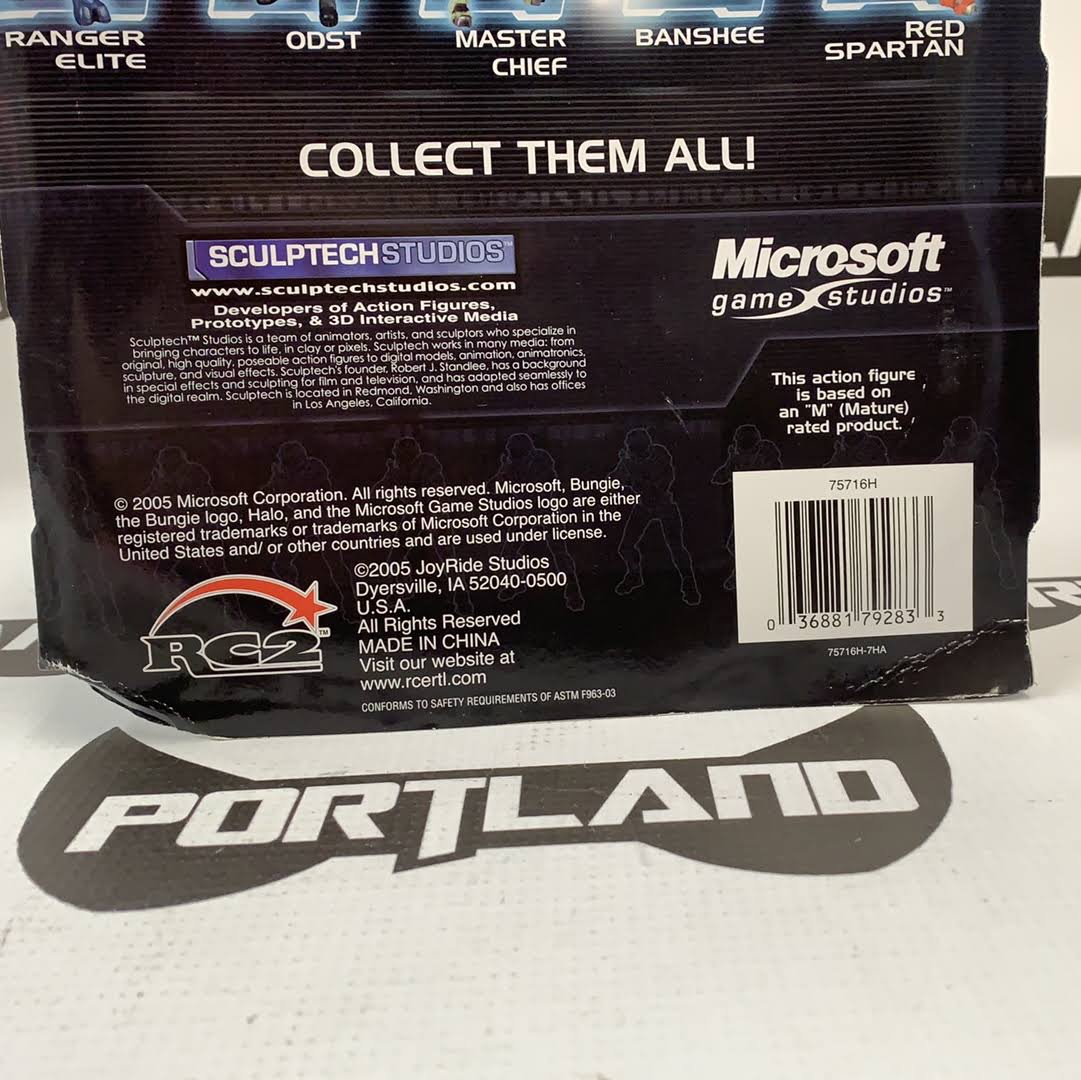 RANGER ELITE
ODST
MASTER CHIEF
BANSHEE
RED SPARTAN
COLLECT THEM ALL!
SCULPTECHSTUDIOS™
www.sculptechstudios.com
Developers of Action Figures,
Prototypes, & 3D Interactive Media
Sculptech™ Studios is a team of animators, artists, and sculptors who specialize in
bringing characters to life, in clay or pixels. Sculptech works in many media: from
original, high quality, poseable action figures to digital models, animation, animatronics,
sculpture, and visual effects. Sculptech's founder, Robert J. Standlee, has a background
in special effects and sculpting for film and television, and has adapted seamlessly to
the digital realm. Sculptech is located in Redmond, Washington and also has offices
in Los Angeles, California.
Microsoft
game studios™
This action figure
is based on
an "M" (Mature)
rated product.
© 2005 Microsoft Corporation. All rights reserved. Microsoft, Bungie,
the Bungie logo, Halo, and the Microsoft Game Studios logo are either
registered trademarks or trademarks of Microsoft Corporation in the
United States and/ or other countries and are used under license.
RC2™
©2005 JoyRide Studios
Dyersville, IA 52040-0500
U.S.A.
All Rights Reserved
MADE IN CHINA
Visit our website at
www.rcertl.com
CONFORMS TO SAFETY REQUIREMENTS OF ASTM F963-03
75716H
0 36881 79283 3
75716H-7HA
PORTLAND